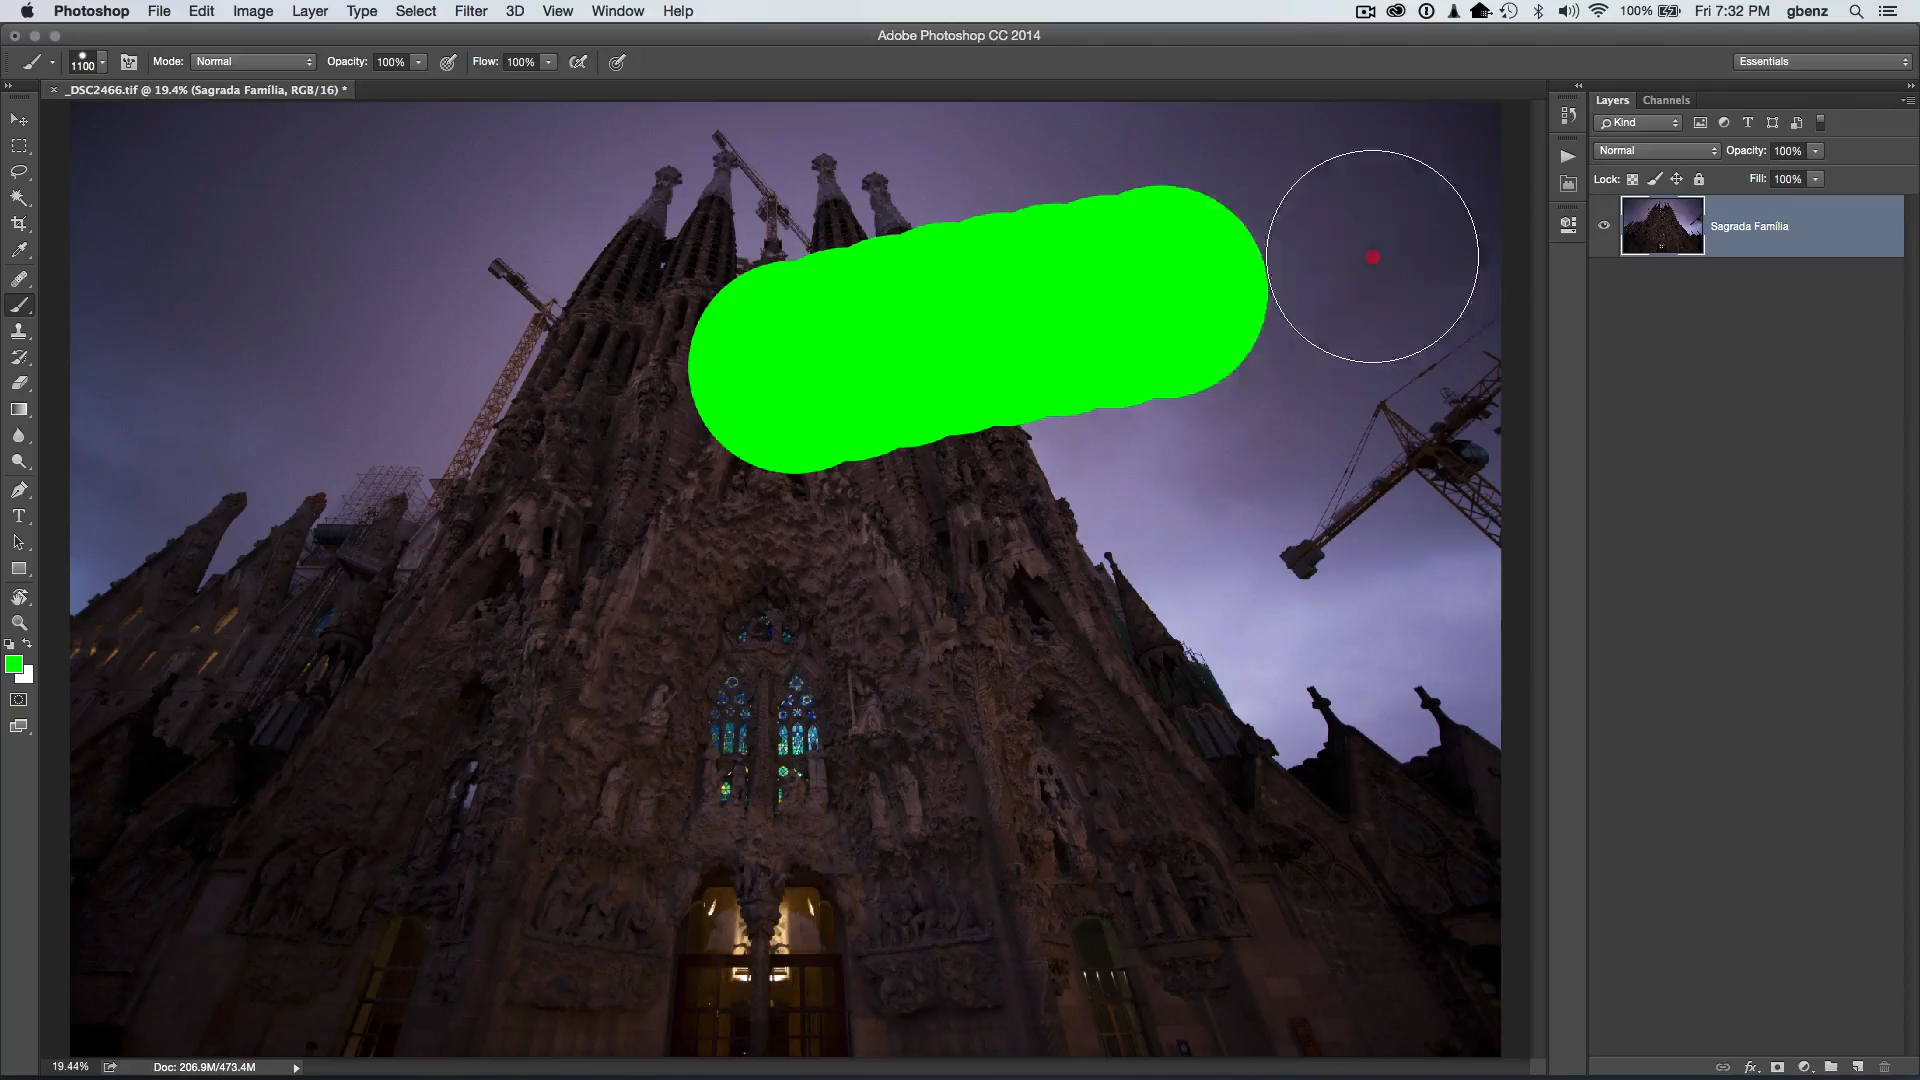 Photoshop File Edit Image Layer Type Select Filter 3D View Window Help 100% Fri 7:32 PM gbenz
Adobe Photoshop CC 2014
1100 Mode: Normal Opacity: 100% Flow: 100% Essentials
_DSC2466.tif @ 19.4% (Sagrada Família, RGB/16) *
Layers Channels
Kind
Normal Opacity: 100%
Lock: Fill: 100%
Sagrada Família
19.44% Doc: 206.9M/473.4M